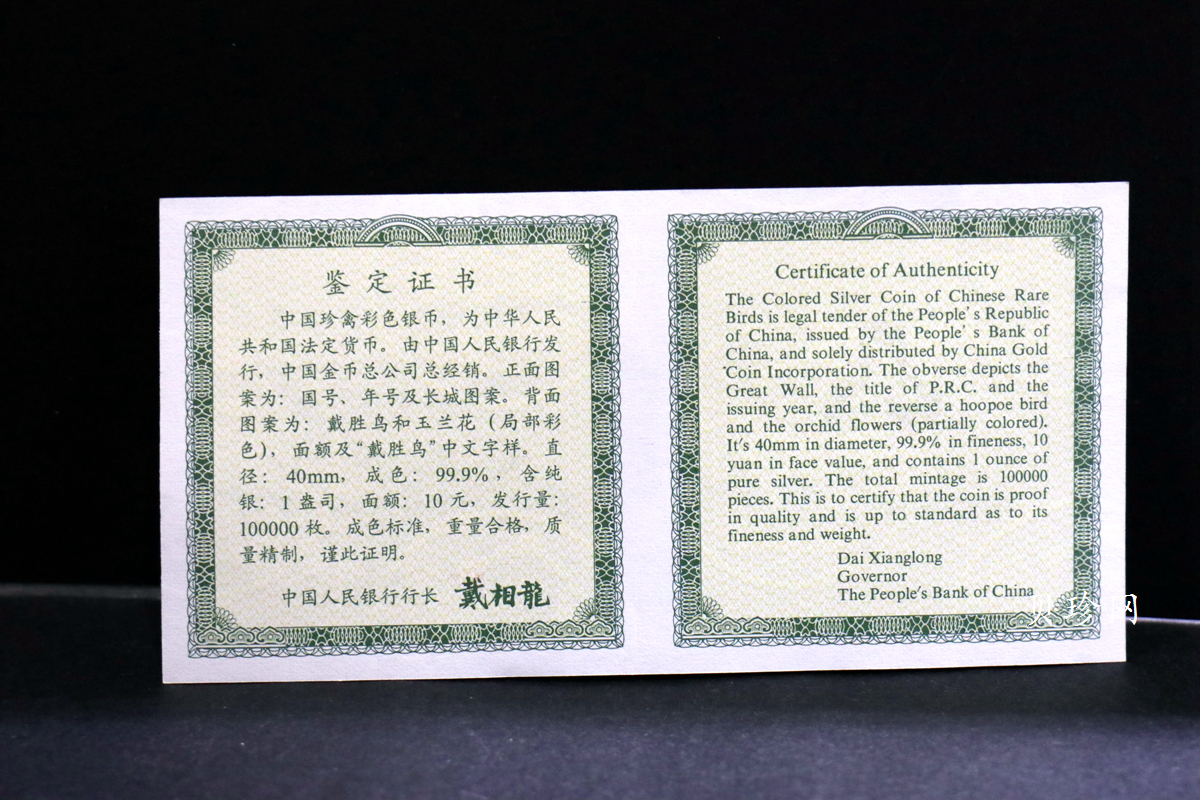 鉴定证书
中国珍禽彩色银币，为中华人民
共和国法定货币。由中国人民银行发
行，中国金币总公司总经销。正面图
案为：国号、年号及长城图案。背面
图案为：戴胜鸟和玉兰花（局部彩
色），面额及“戴胜鸟”中文字样。直
径：40mm，成色：99.9%，含纯
银：1 盎司，面额：10 元，发行量：
100000 枚。成色标准，重量合格，质
量精制，谨此证明。
中国人民银行行长 戴相龍
Certificate of Authenticity
The Colored Silver Coin of Chinese Rare
Birds is legal tender of the People's Republic
of China, issued by the People's Bank of
China, and solely distributed by China Gold
Coin Incorporation. The obverse depicts the
Great Wall, the title of P.R.C. and the
issuing year, and the reverse a hoopoe bird
and the orchid flowers (partially colored).
It's 40mm in diameter, 99.9% in fineness, 10
yuan in face value, and contains 1 ounce of
pure silver. The total mintage is 100000
pieces. This is to certify that the coin is proof
in quality and is up to standard as to its
fineness and weight.
Dai Xianglong
Governor
The People's Bank of China
财珍网